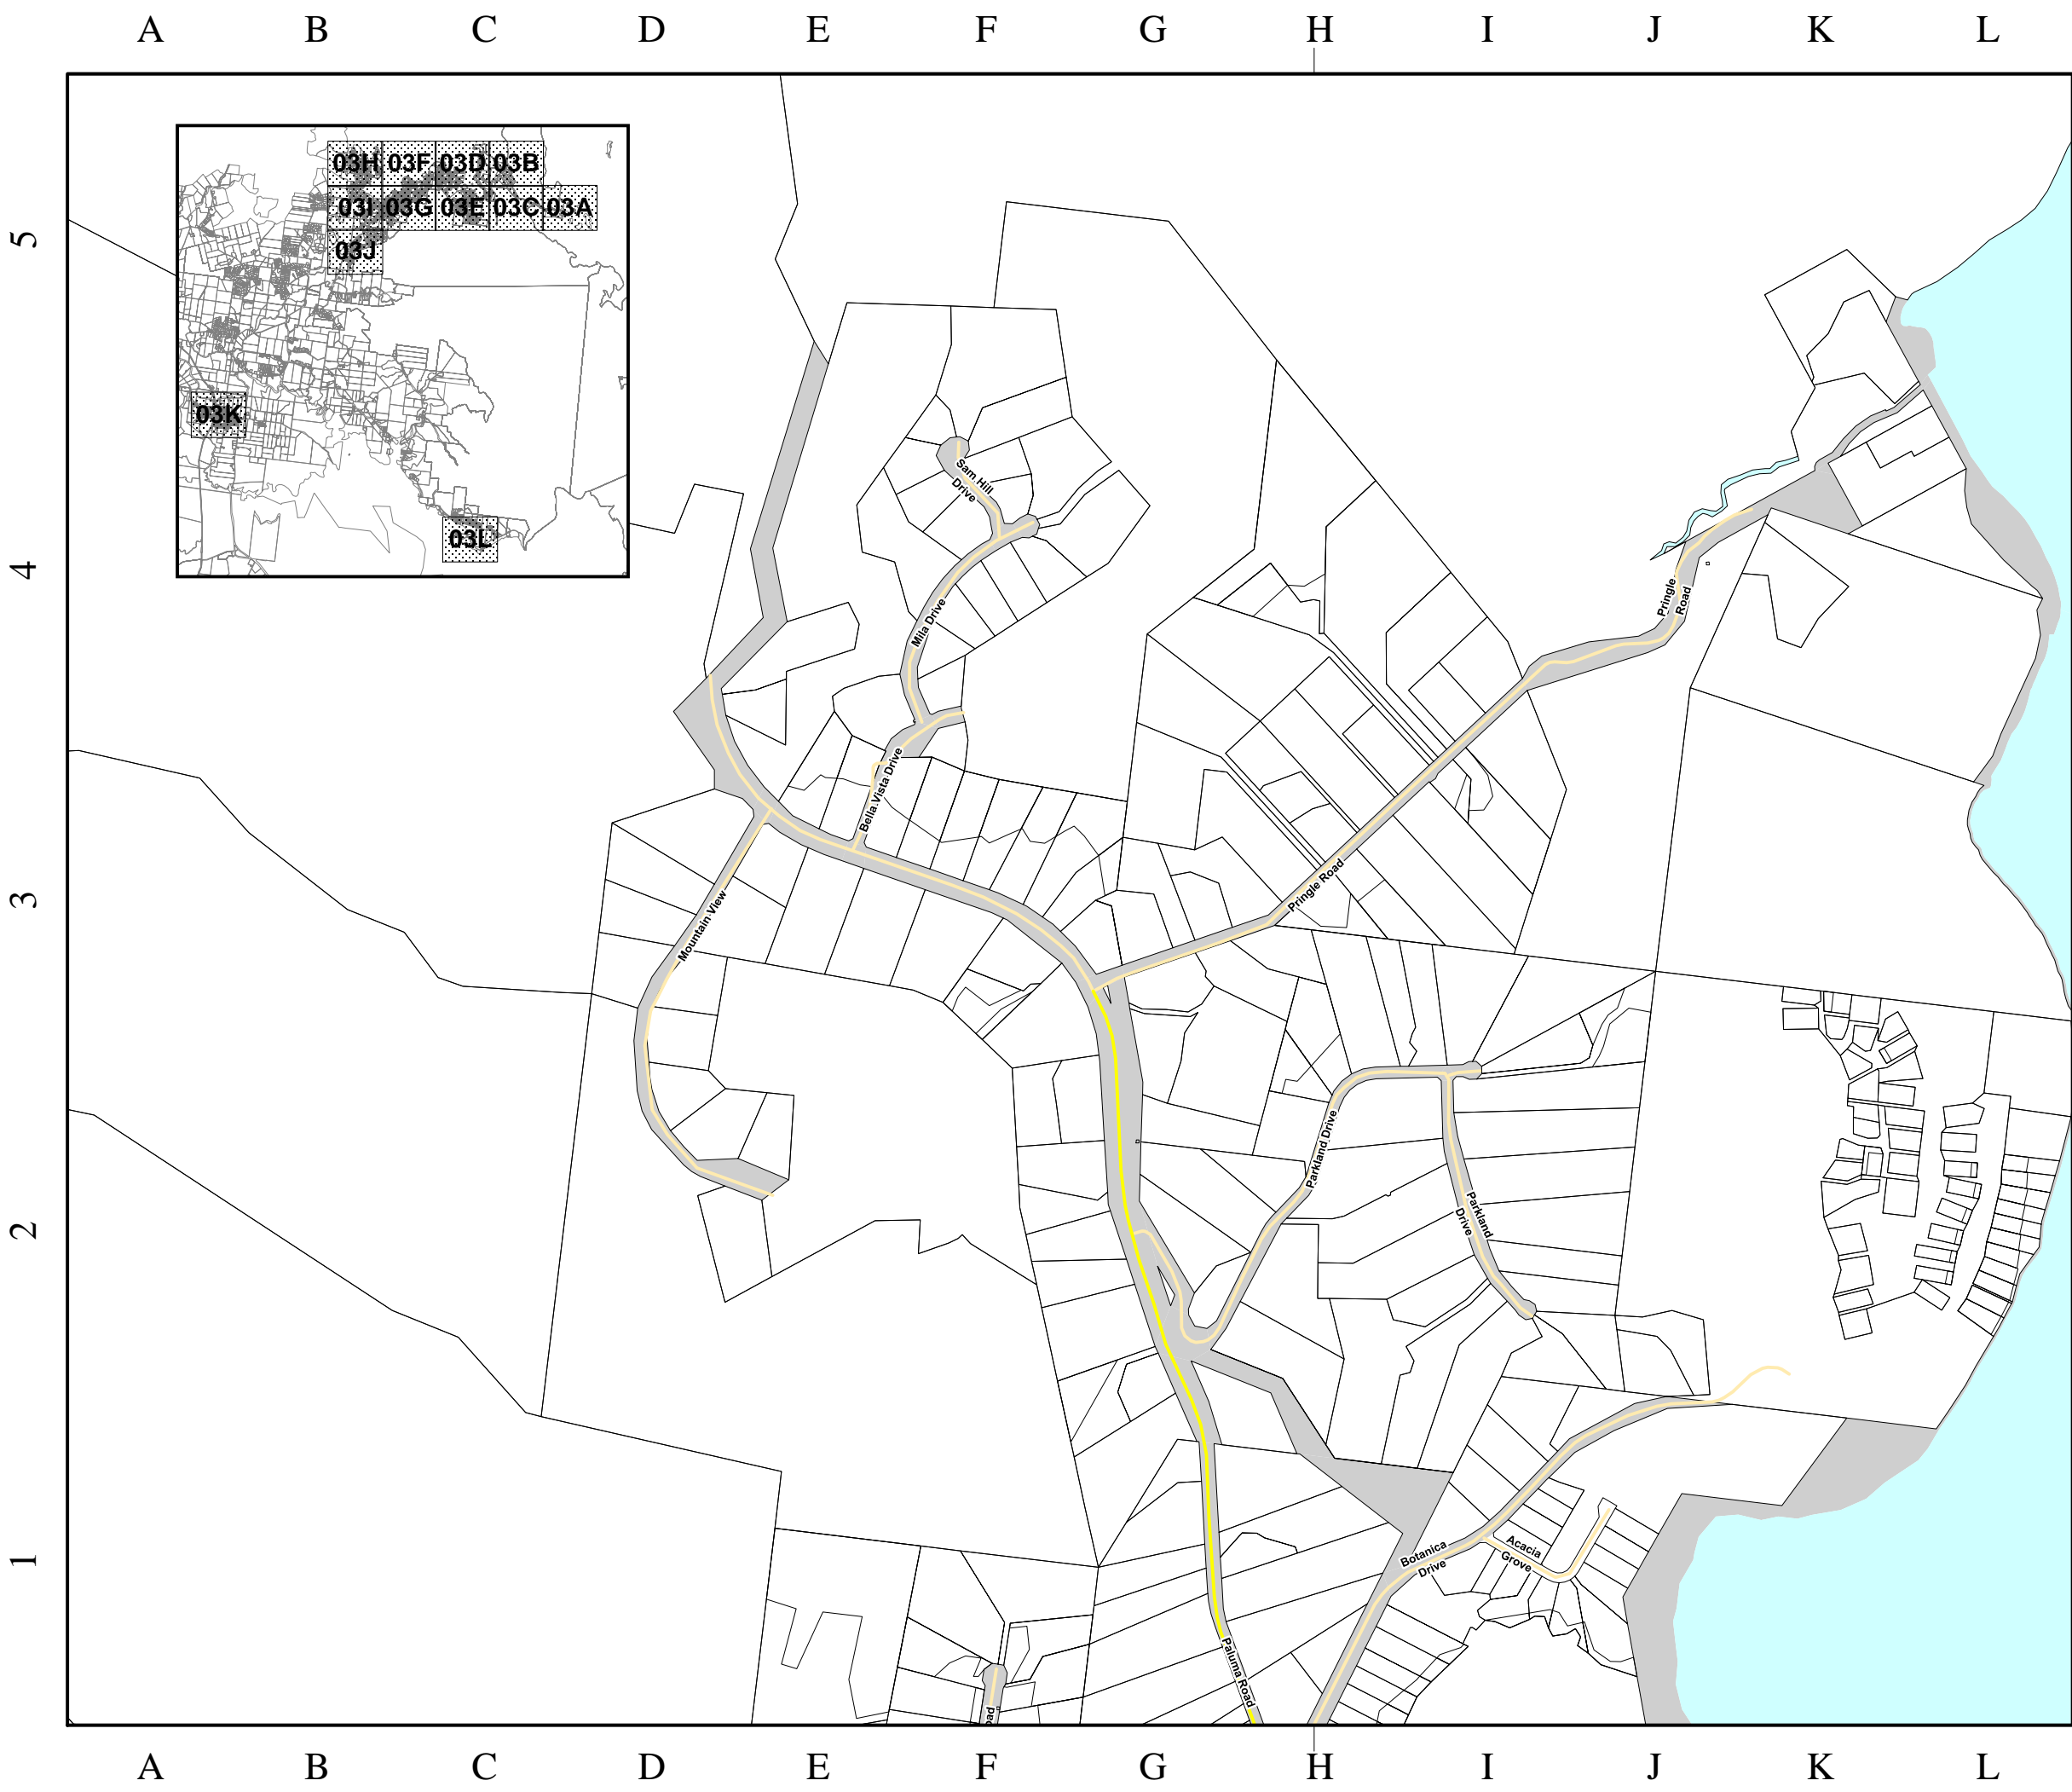 A B C D E F G H I J K L
03H 03F 03D 03B
03I 03G 03E 03C 03A
03J
03K
03L
5
4
3
2
1
Sam Hill
Drive
Mila Drive
Bella Vista Drive
Mountain View
Pringle
Road
Pringle Road
Parkland Drive
Parkland
Drive
Botanica
Drive
Acacia
Grove
Paluma Road
oad
A B C D E F G H I J K L